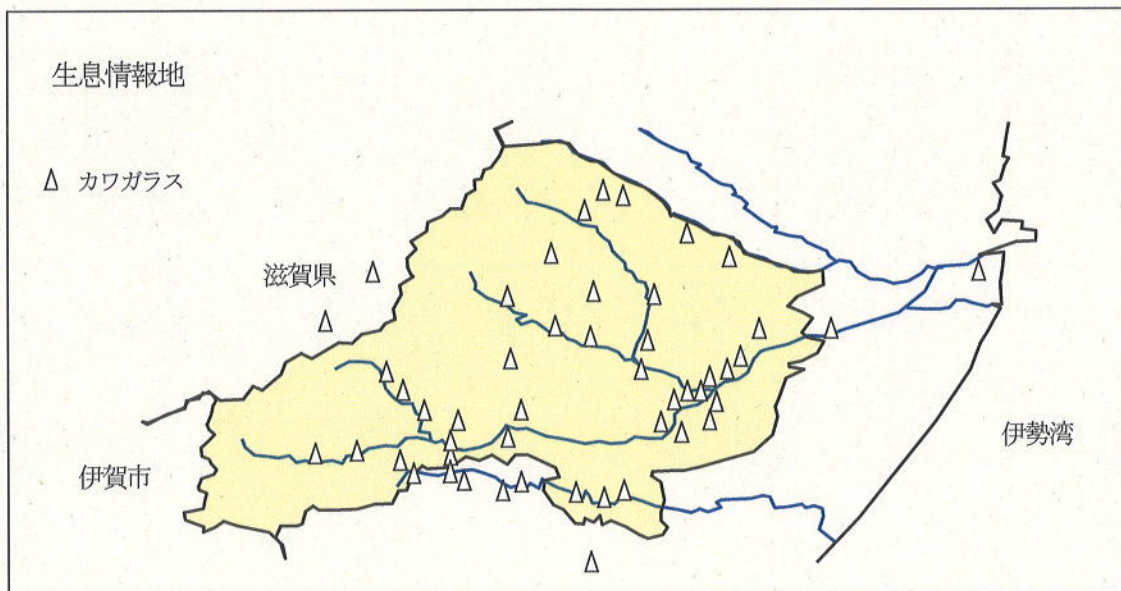 生息情報地
カワガラス
滋賀県
伊賀市
伊勢湾